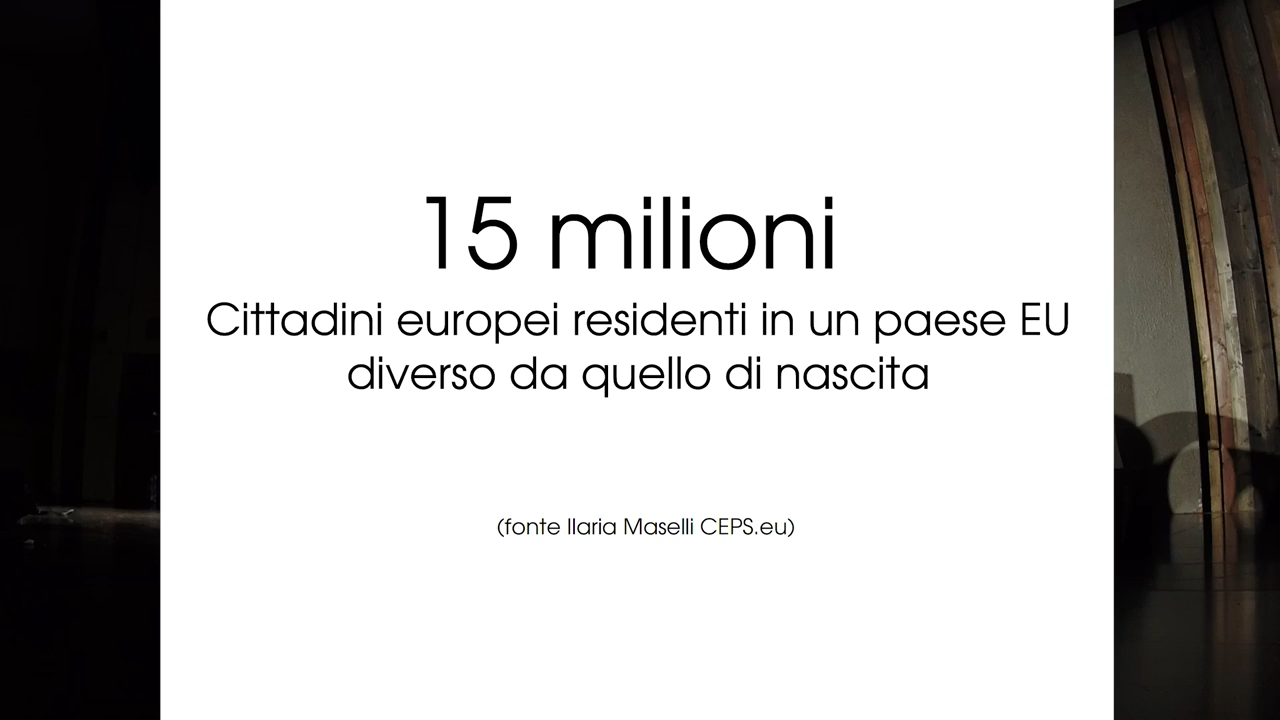 15 milioni
Cittadini europei residenti in un paese EU
diverso da quello di nascita
(fonte Ilaria Maselli CEPS.eu)